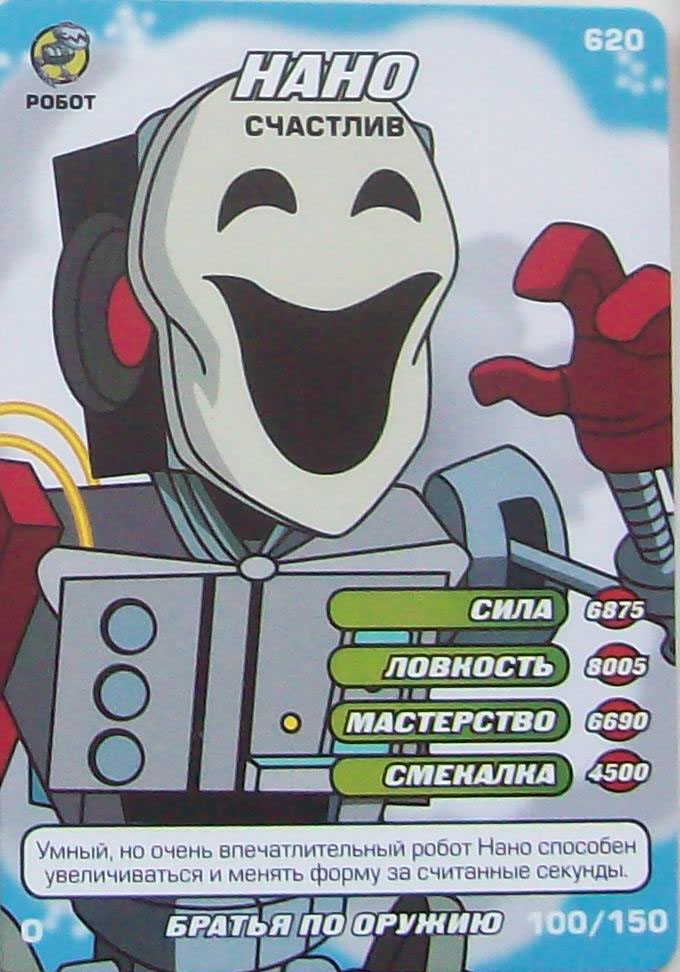 620
НАНО
РОБОТ
СЧАСТЛИВ
СИЛА 6875
ЛОВКОСТЬ 8005
МАСТЕРСТВО 6690
СМЕКАЛКА 4500
Умный, но очень впечатлительный робот Нано способен
увеличиваться и менять форму за считанные секунды.
0 БРАТЬЯ ПО ОРУЖИЮ 100/150